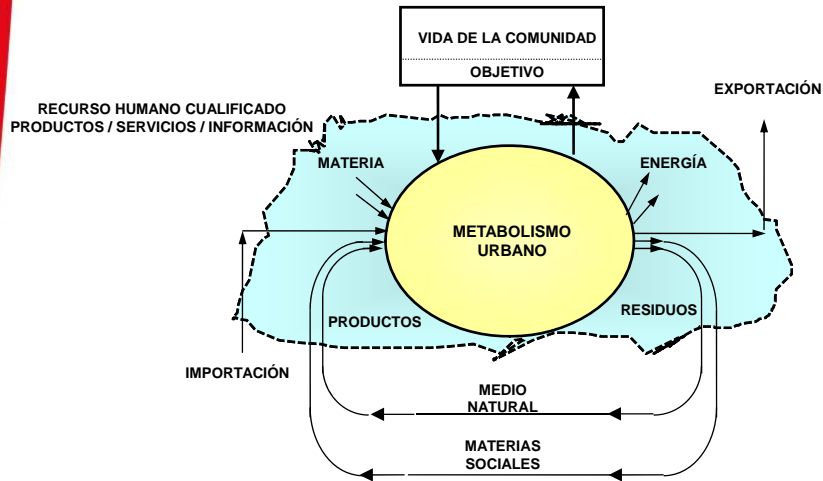 VIDA DE LA COMUNIDAD
OBJETIVO
EXPORTACIÓN
RECURSO HUMANO CUALIFICADO
PRODUCTOS / SERVICIOS / INFORMACIÓN
MATERIA
ENERGÍA
METABOLISMO
URBANO
PRODUCTOS
RESIDUOS
IMPORTACIÓN
MEDIO
NATURAL
MATERIAS
SOCIALES